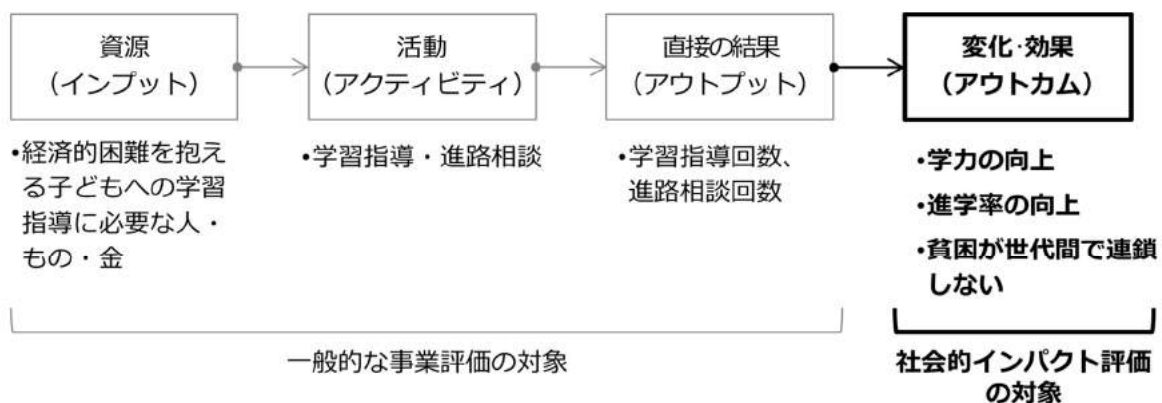 資源
（インプット）
活動
（アクティビティ）
直接の結果
（アウトプット）
変化・効果
（アウトカム）
•経済的困難を抱え
る子どもへの学習
指導に必要な人・
もの・金
•学習指導・進路相談
•学習指導回数、
進路相談回数
•学力の向上
•進学率の向上
•貧困が世代間で連鎖
しない
一般的な事業評価の対象
社会的インパクト評価
の対象